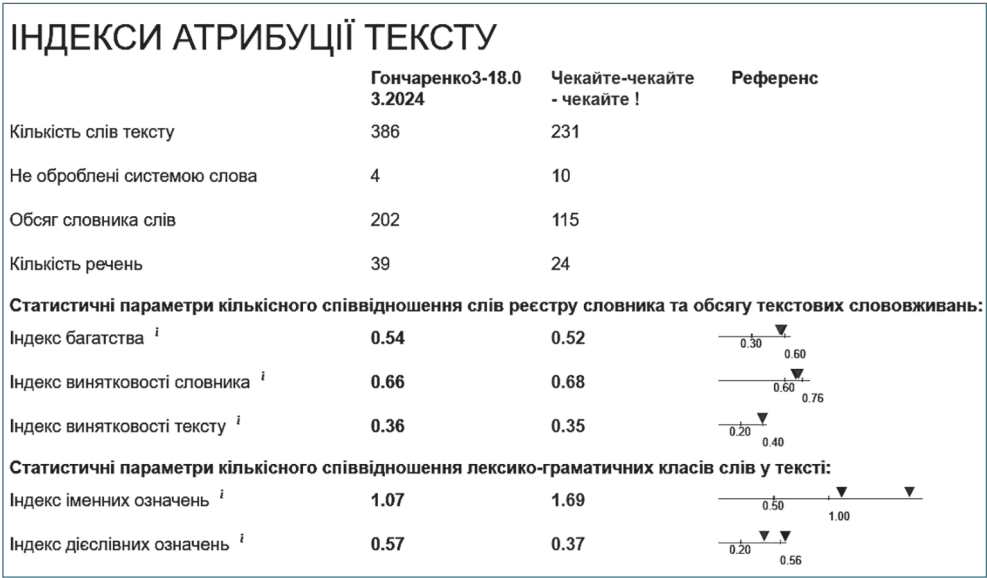 ІНДЕКСИ АТРИБУЦІЇ ТЕКСТУ
Гончаренко3-18.0 Чекайте-чекайте Референс
3.2024 - чекайте !
Кількість слів тексту 386 231
Не оброблені системою слова 4 10
Обсяг словника слів 202 115
Кількість речень 39 24
Статистичні параметри кількісного співвідношення слів реєстру словника та обсягу текстових слововживань:
Індекс багатства i 0.54 0.52 0.30 0.60
Індекс винятковості словника i 0.66 0.68 0.60 0.76
Індекс винятковості тексту i 0.36 0.35 0.20 0.40
Статистичні параметри кількісного співвідношення лексико-граматичних класів слів у тексті:
Індекс іменних означень i 1.07 1.69 0.50 1.00
Індекс дієслівних означень i 0.57 0.37 0.20 0.56